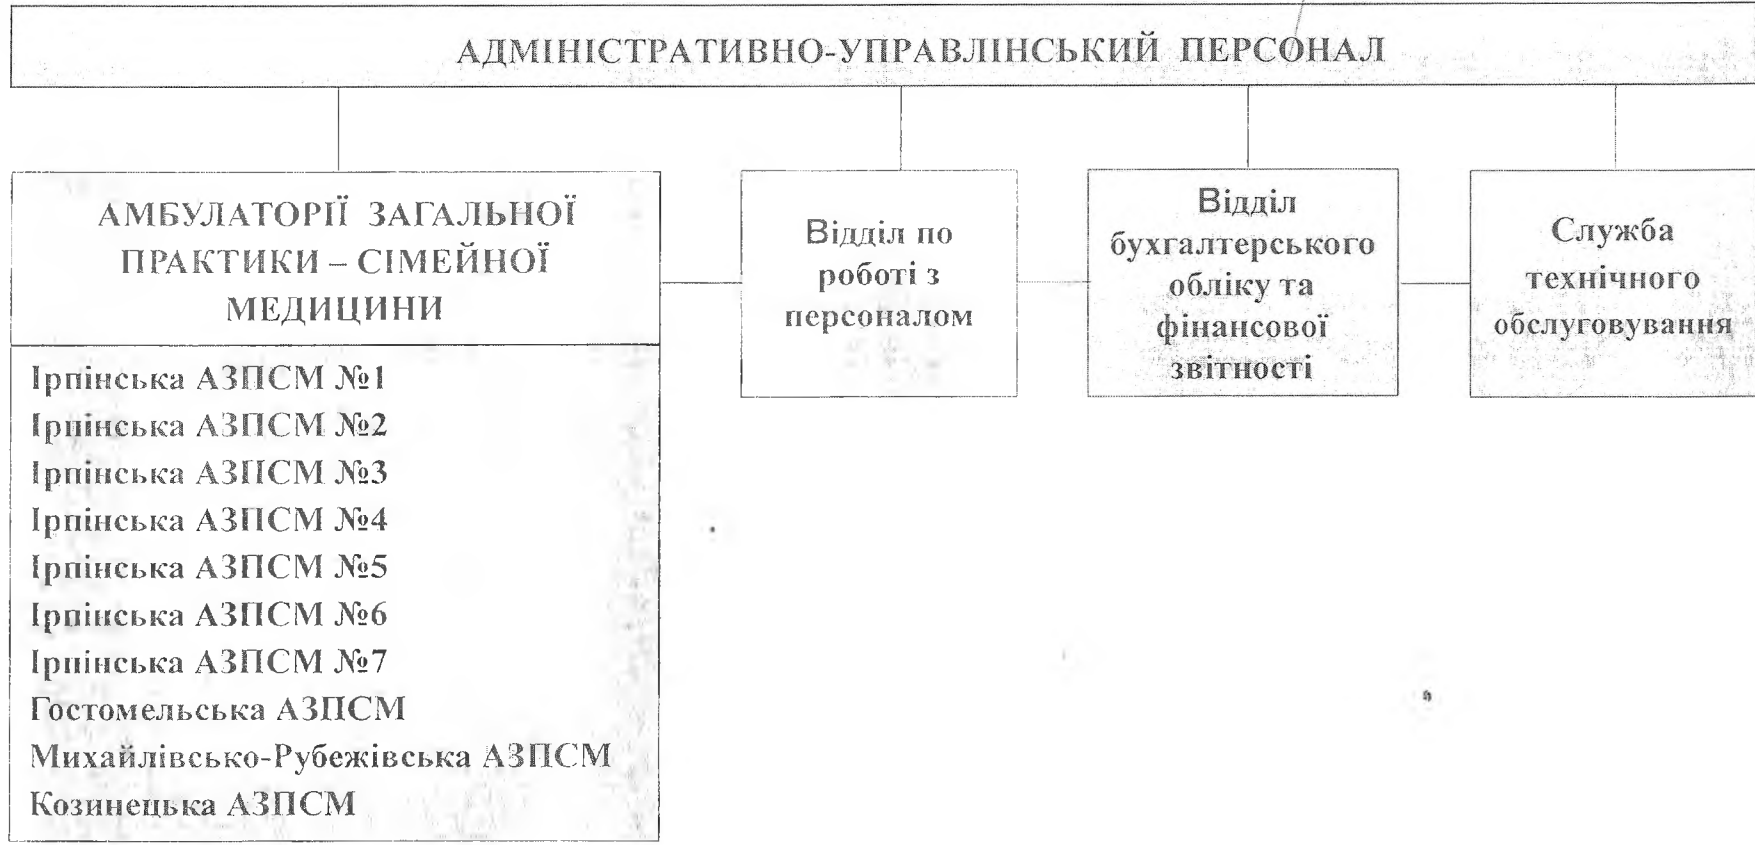 АДМІНІСТРАТИВНО-УПРАВЛІНСЬКИЙ ПЕРСОНАЛ
АМБУЛАТОРІЇ ЗАГАЛЬНОЇ
ПРАКТИКИ – СІМЕЙНОЇ
МЕДИЦИНИ
Ірпінська АЗПСМ №1
Ірпінська АЗПСМ №2
Ірпінська АЗПСМ №3
Ірпінська АЗПСМ №4
Ірпінська АЗПСМ №5
Ірпінська АЗПСМ №6
Ірпінська АЗПСМ №7
Гостомельська АЗПСМ
Михайлівсько-Рубежівська АЗПСМ
Козинецька АЗПСМ
Відділ по
роботі з
персоналом
Відділ
бухгалтерського
обліку та
фінансової
звітності
Служба
технічного
обслуговування